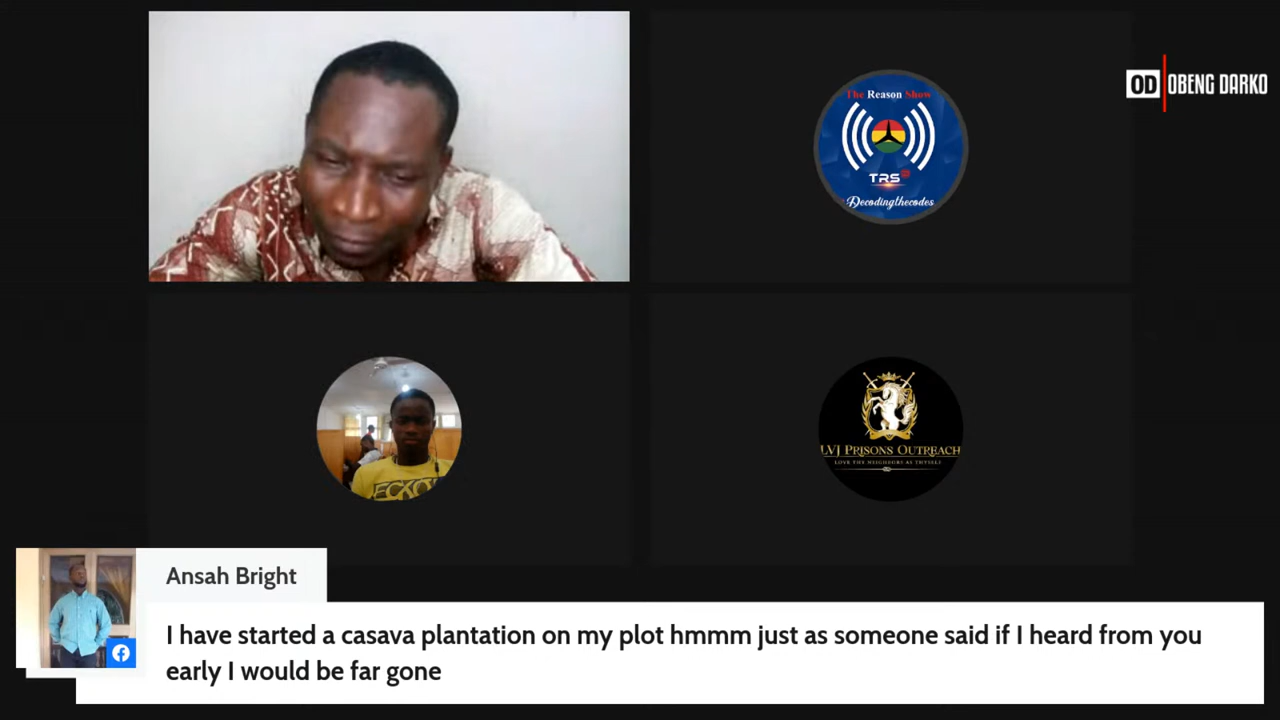 The Reason Show
TRS
Decodingthecodes
OD OBENG DARKO
ECKO
LVJ PRISONS OUTREACH
LOVE THE NEIGHBORS AS THYSELF
Ansah Bright
I have started a casava plantation on my plot hmmm just as someone said if I heard from you
early I would be far gone